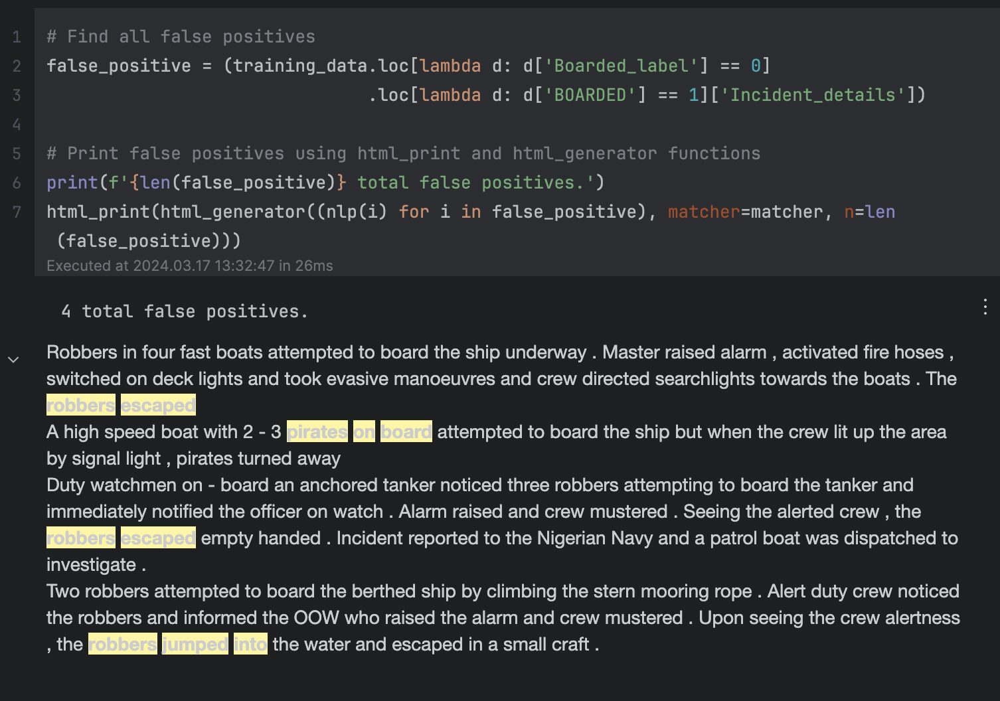 1 # Find all false positives
2 false_positive = (training_data.loc[lambda d: d['Boarded_label'] == 0]
3 .loc[lambda d: d['BOARDED'] == 1]['Incident_details'])
4
5 # Print false positives using html_print and html_generator functions
6 print(f'{len(false_positive)} total false positives.')
7 html_print(html_generator((nlp(i) for i in false_positive), matcher=matcher, n=len
(false_positive)))
Executed at 2024.03.17 13:32:47 in 26ms
4 total false positives.
Robbers in four fast boats attempted to board the ship underway . Master raised alarm , activated fire hoses ,
switched on deck lights and took evasive manoeuvres and crew directed searchlights towards the boats . The
robbers escaped
A high speed boat with 2 - 3 pirates on board attempted to board the ship but when the crew lit up the area
by signal light , pirates turned away
Duty watchmen on - board an anchored tanker noticed three robbers attempting to board the tanker and
immediately notified the officer on watch . Alarm raised and crew mustered . Seeing the alerted crew , the
robbers escaped empty handed . Incident reported to the Nigerian Navy and a patrol boat was dispatched to
investigate .
Two robbers attempted to board the berthed ship by climbing the stern mooring rope . Alert duty crew noticed
the robbers and informed the OOW who raised the alarm and crew mustered . Upon seeing the crew alertness
, the robbers jumped into the water and escaped in a small craft .